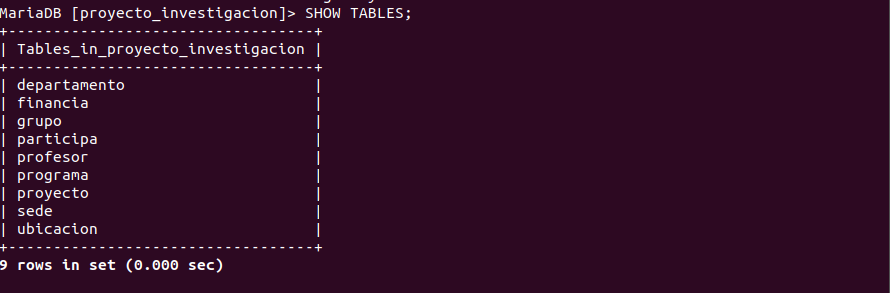 MariaDB [proyecto_investigacion]> SHOW TABLES;
+----------------------------------+
| Tables_in_proyecto_investigacion |
+----------------------------------+
| departamento                     |
| financia                         |
| grupo                            |
| participa                        |
| profesor                         |
| programa                         |
| proyecto                         |
| sede                             |
| ubicacion                        |
+----------------------------------+
9 rows in set (0.000 sec)